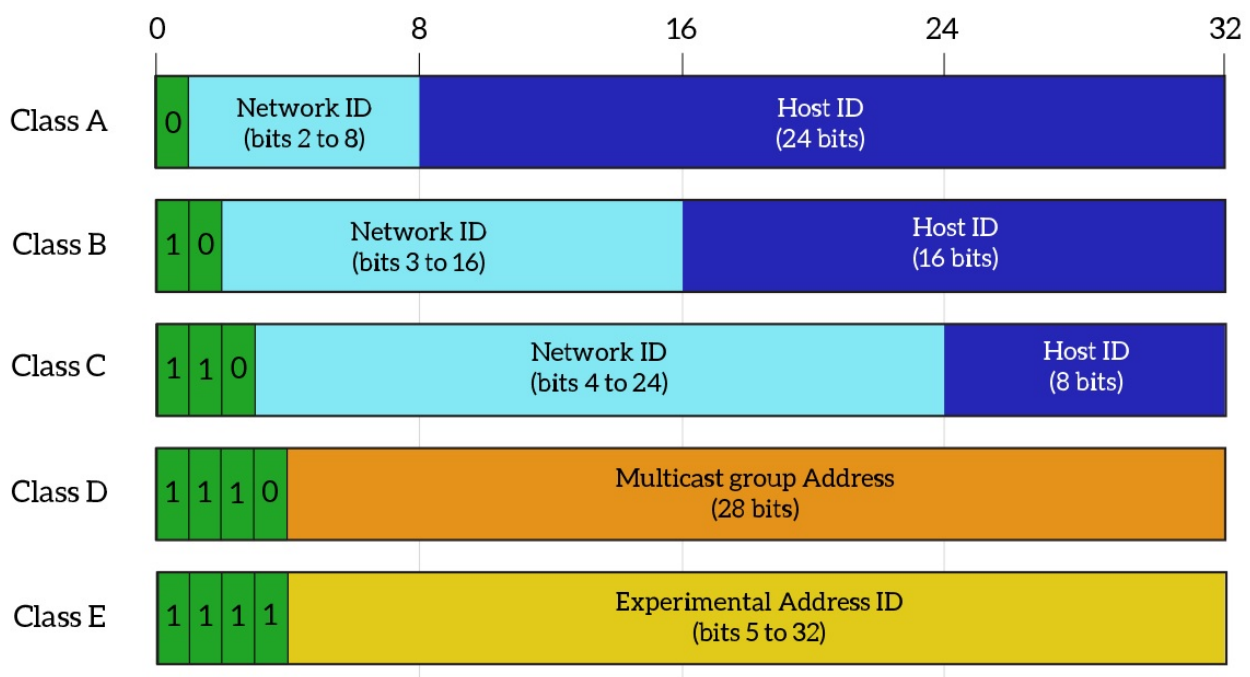 0 8 16 24 32
Class A
0
Network ID
(bits 2 to 8)
Host ID
(24 bits)
Class B
1 0
Network ID
(bits 3 to 16)
Host ID
(16 bits)
Class C
1 1 0
Network ID
(bits 4 to 24)
Host ID
(8 bits)
Class D
1 1 1 0
Multicast group Address
(28 bits)
Class E
1 1 1 1
Experimental Address ID
(bits 5 to 32)